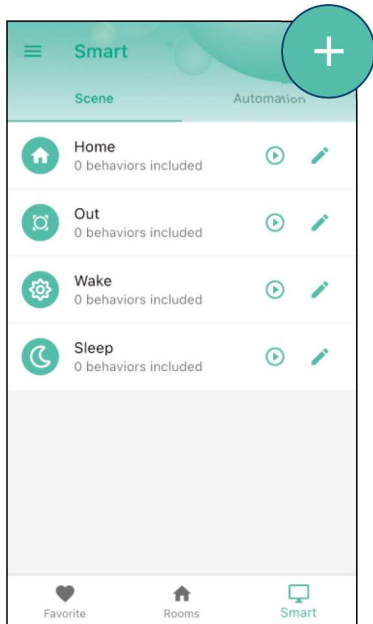 Smart
Scene Automation
Home
0 behaviors included
Out
0 behaviors included
Wake
0 behaviors included
Sleep
0 behaviors included
Favorite Rooms Smart